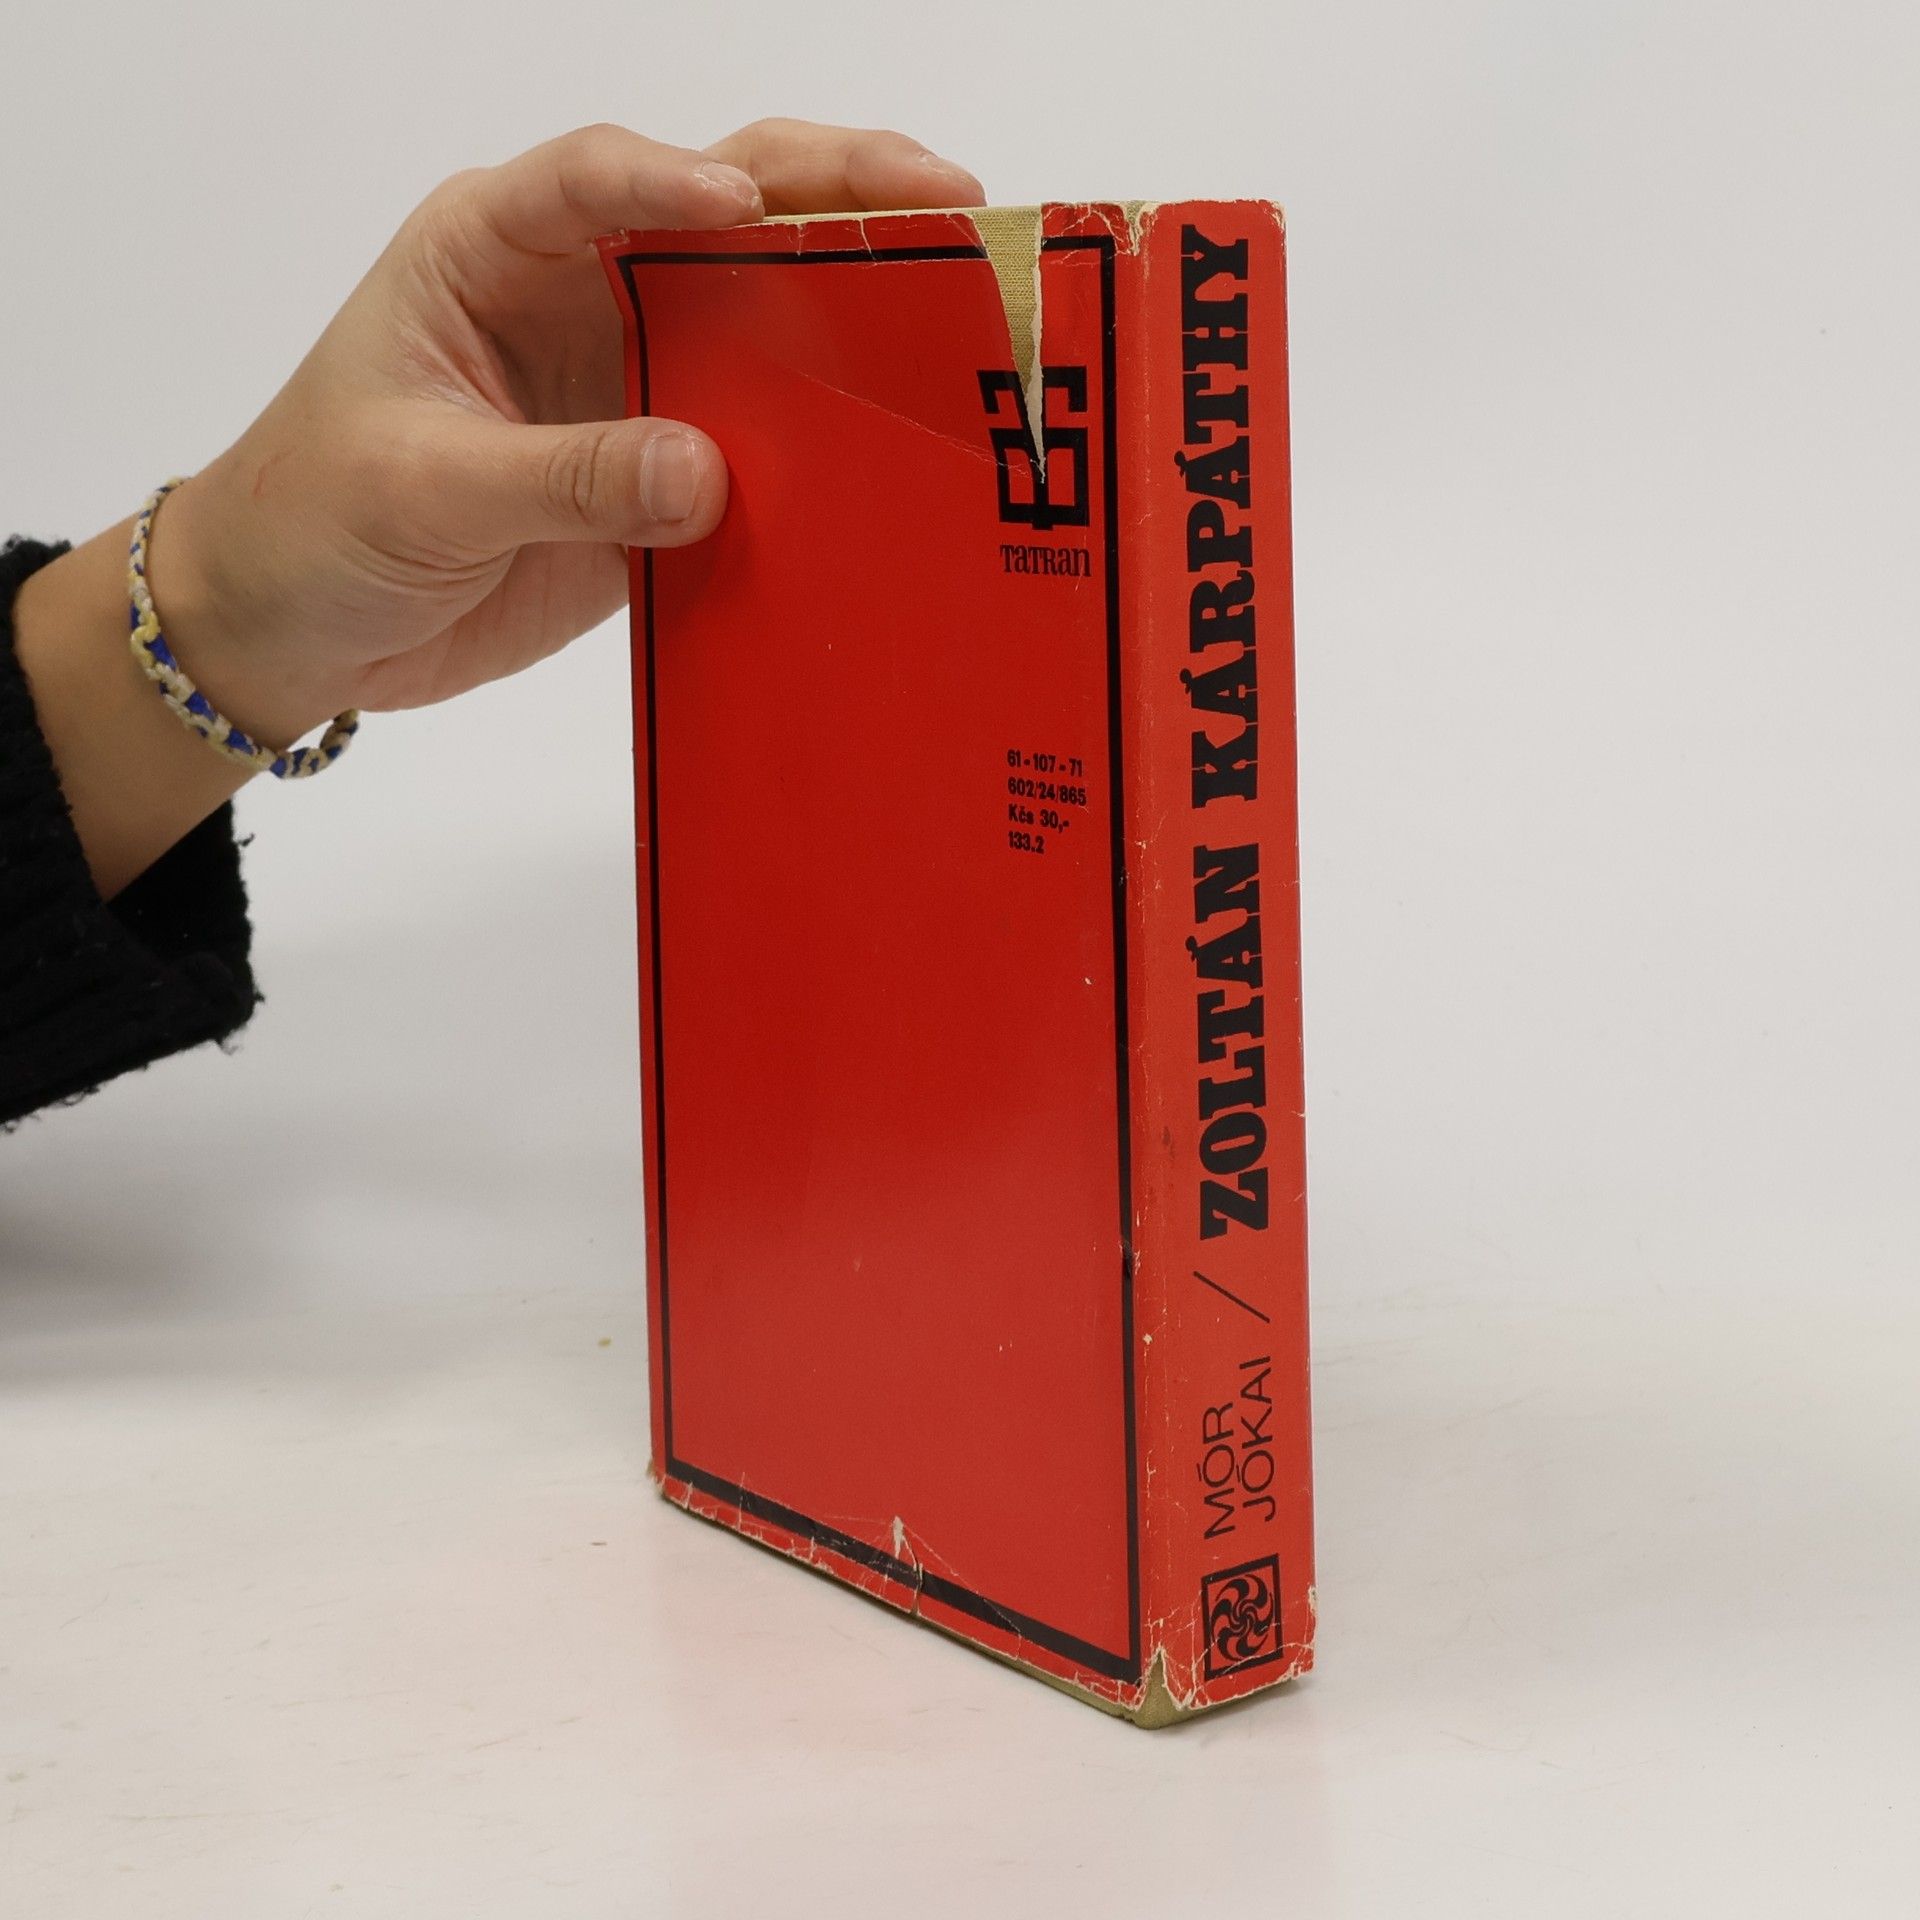 TaTRan
61-107-71
602/24/865
Kčs 30,-
133.2
MÓR
JÓKAI / ZOLTÁN KÁRPÁTHY